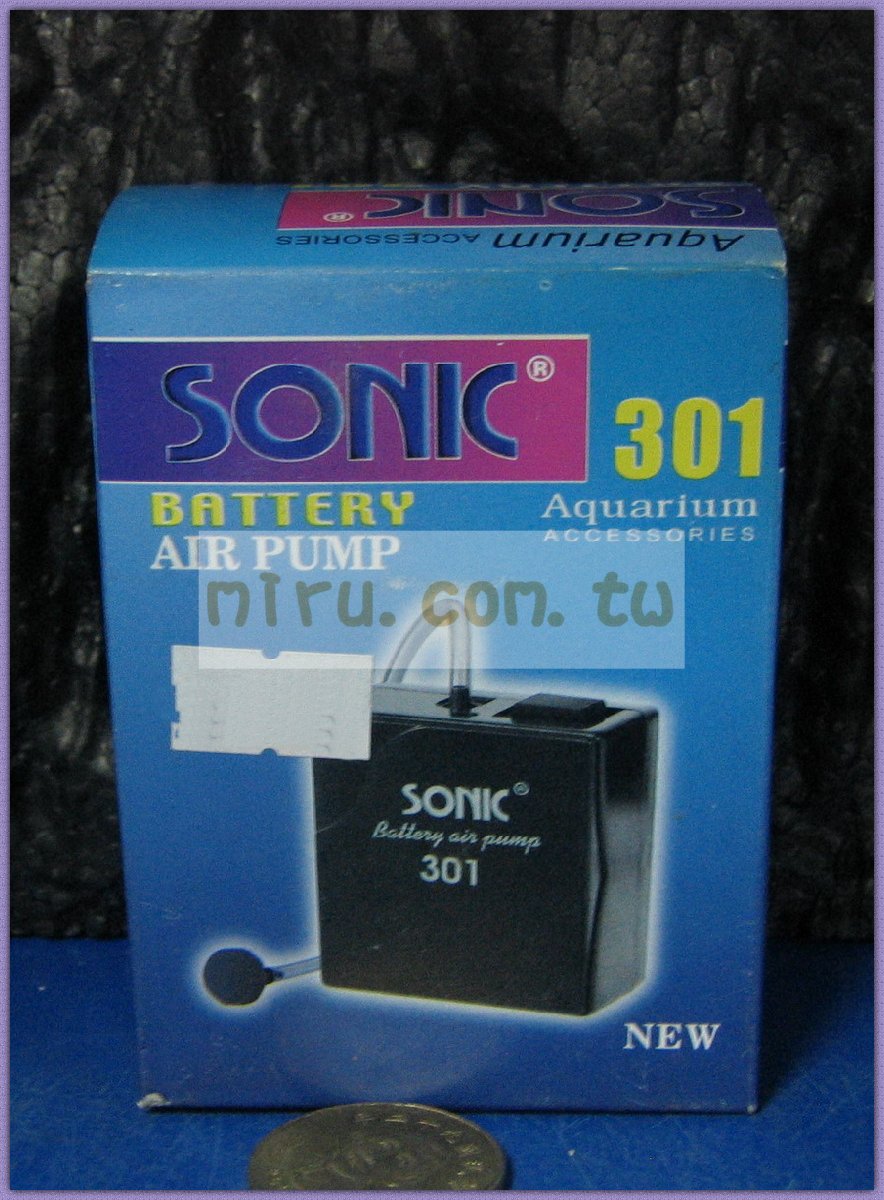 SONIC®
Aquarium ACCESSORIES
SONIC®
301
BATTERY
AIR PUMP
Aquarium
ACCESSORIES
miru.com.tw
SONIC®
Battery air pump
301
NEW